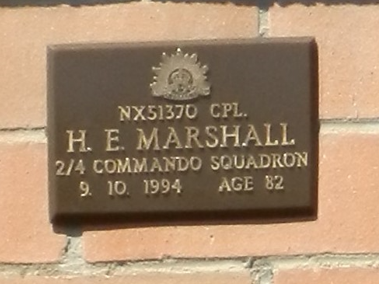 NX51370 CPL.
H. E. MARSHALL
2/4 COMMANDO SQUADRON
9. 10. 1994 AGE 82